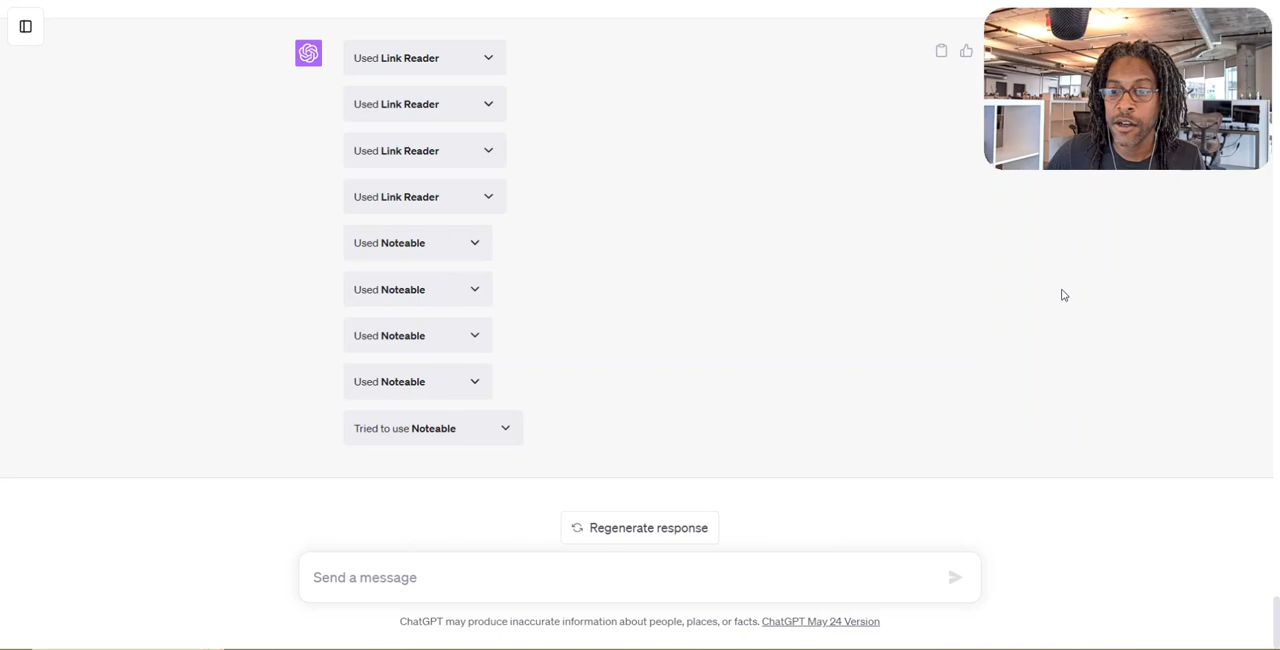 Used Link Reader
Used Link Reader
Used Link Reader
Used Link Reader
Used Noteable
Used Noteable
Used Noteable
Used Noteable
Tried to use Noteable
Regenerate response
Send a message
ChatGPT may produce inaccurate information about people, places, or facts. ChatGPT May 24 Version